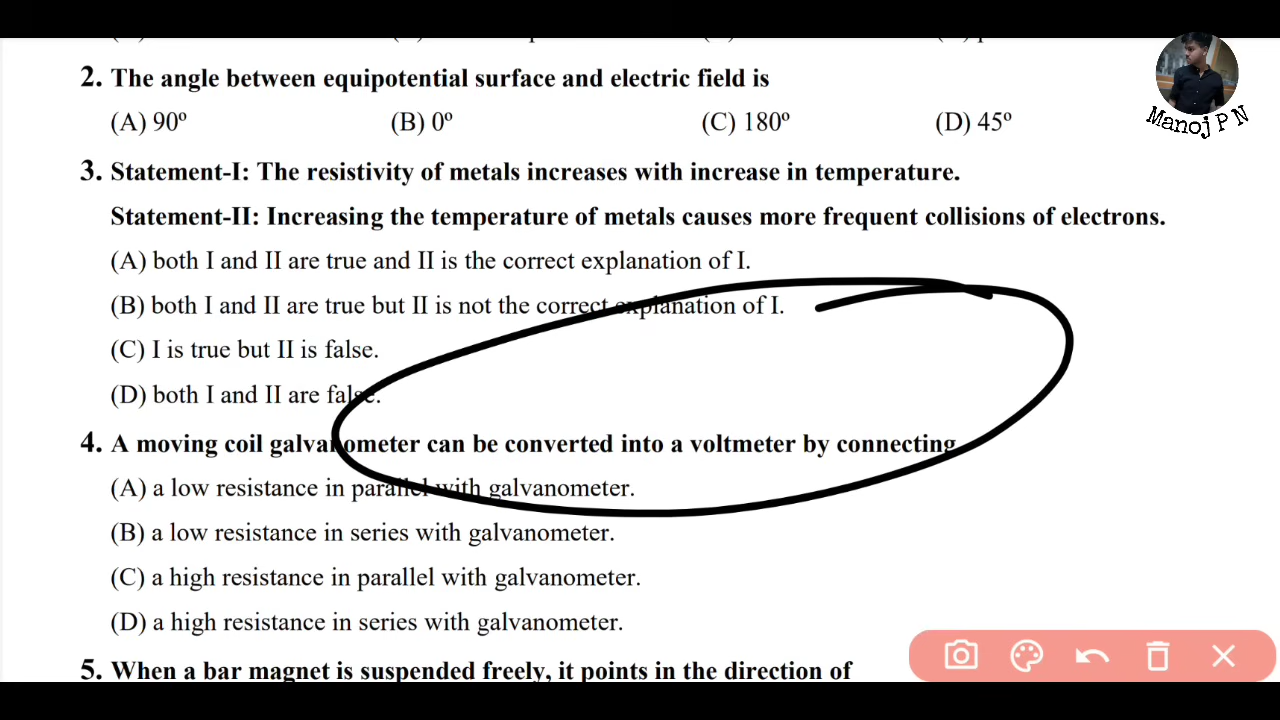 2. The angle between equipotential surface and electric field is
(A) 90º (B) 0º (C) 180º (D) 45º
Manoj P N
3. Statement-I: The resistivity of metals increases with increase in temperature.
Statement-II: Increasing the temperature of metals causes more frequent collisions of electrons.
(A) both I and II are true and II is the correct explanation of I.
(B) both I and II are true but II is not the correct explanation of I.
(C) I is true but II is false.
(D) both I and II are false.
4. A moving coil galvanometer can be converted into a voltmeter by connecting
(A) a low resistance in parallel with galvanometer.
(B) a low resistance in series with galvanometer.
(C) a high resistance in parallel with galvanometer.
(D) a high resistance in series with galvanometer.
5. When a bar magnet is suspended freely, it points in the direction of